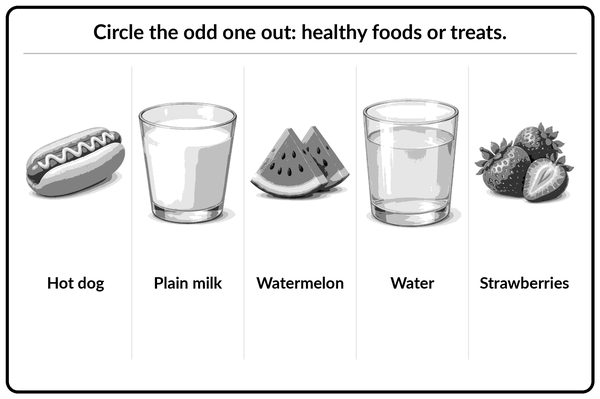 Circle the odd one out: healthy foods or treats.
Hot dog
Plain milk
Watermelon
Water
Strawberries